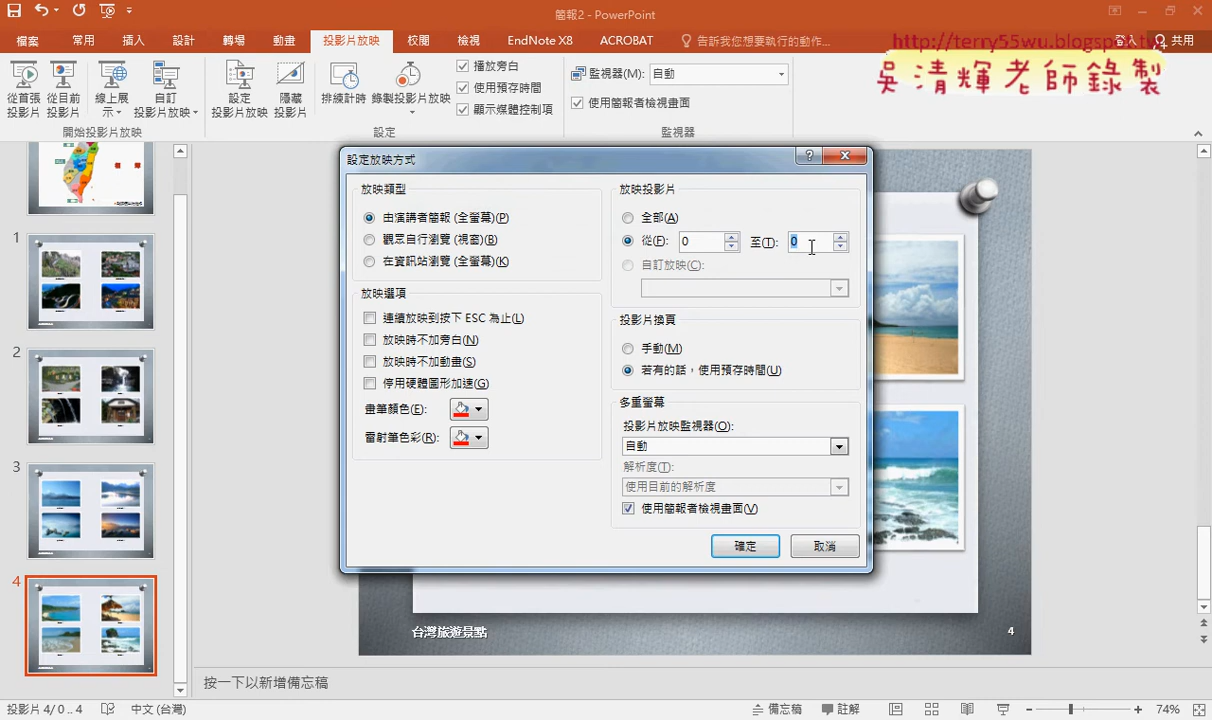 簡報2 - PowerPoint
檔案 常用 插入 設計 轉場 動畫 投影片放映 校閱 檢視 EndNote X8 ACROBAT 告訴我您想要執行的動作... 登入 共用
http://terry55wu.blogspot.tw
吳清輝老師錄製
從首張投影片
從目前投影片
線上展示
自訂投影片放映
設定投影片放映
隱藏投影片
排練計時
錄製投影片放映
播放旁白
使用預存時間
顯示媒體控制項
監視器(M): 自動
使用簡報者檢視畫面
開始投影片放映 設定 監視器
設定放映方式
放映類型
由演講者簡報 (全螢幕)(P)
觀眾自行瀏覽 (視窗)(B)
在資訊站瀏覽 (全螢幕)(K)
放映選項
連續放映到按下 ESC 為止(L)
放映時不加旁白(N)
放映時不加動畫(S)
停用硬體圖形加速(G)
畫筆顏色(E):
雷射筆色彩(R):
放映投影片
全部(A)
從(F): 0 至(T): 0
自訂放映(C):
投影片換頁
手動(M)
若有的話，使用預存時間(U)
多重螢幕
投影片放映監視器(O):
自動
解析度(T):
使用目前的解析度
使用簡報者檢視畫面(V)
確定 取消
1
2
3
4
台灣旅遊景點 4
按一下以新增備忘稿
投影片 4/ 0 .. 4 中文 (台灣) 備忘稿 註解 74%